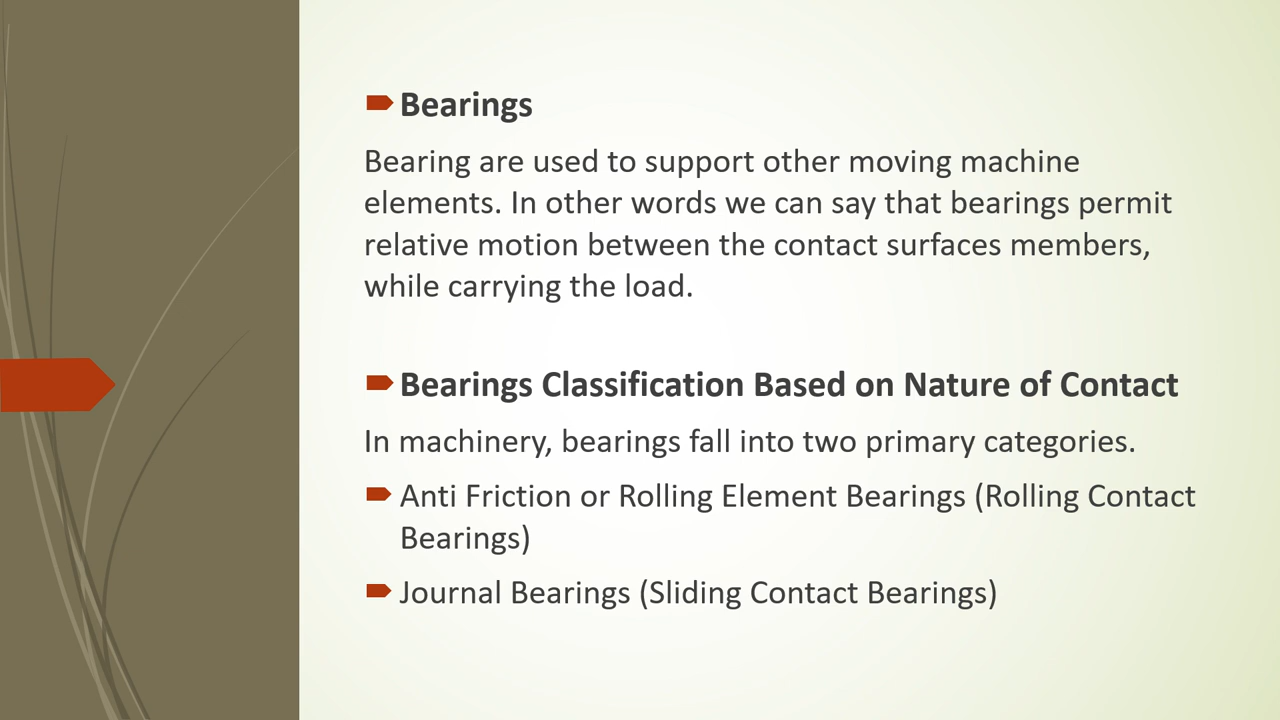 Bearings
Bearing are used to support other moving machine
elements. In other words we can say that bearings permit
relative motion between the contact surfaces members,
while carrying the load.
Bearings Classification Based on Nature of Contact
In machinery, bearings fall into two primary categories.
Anti Friction or Rolling Element Bearings (Rolling Contact
Bearings)
Journal Bearings (Sliding Contact Bearings)